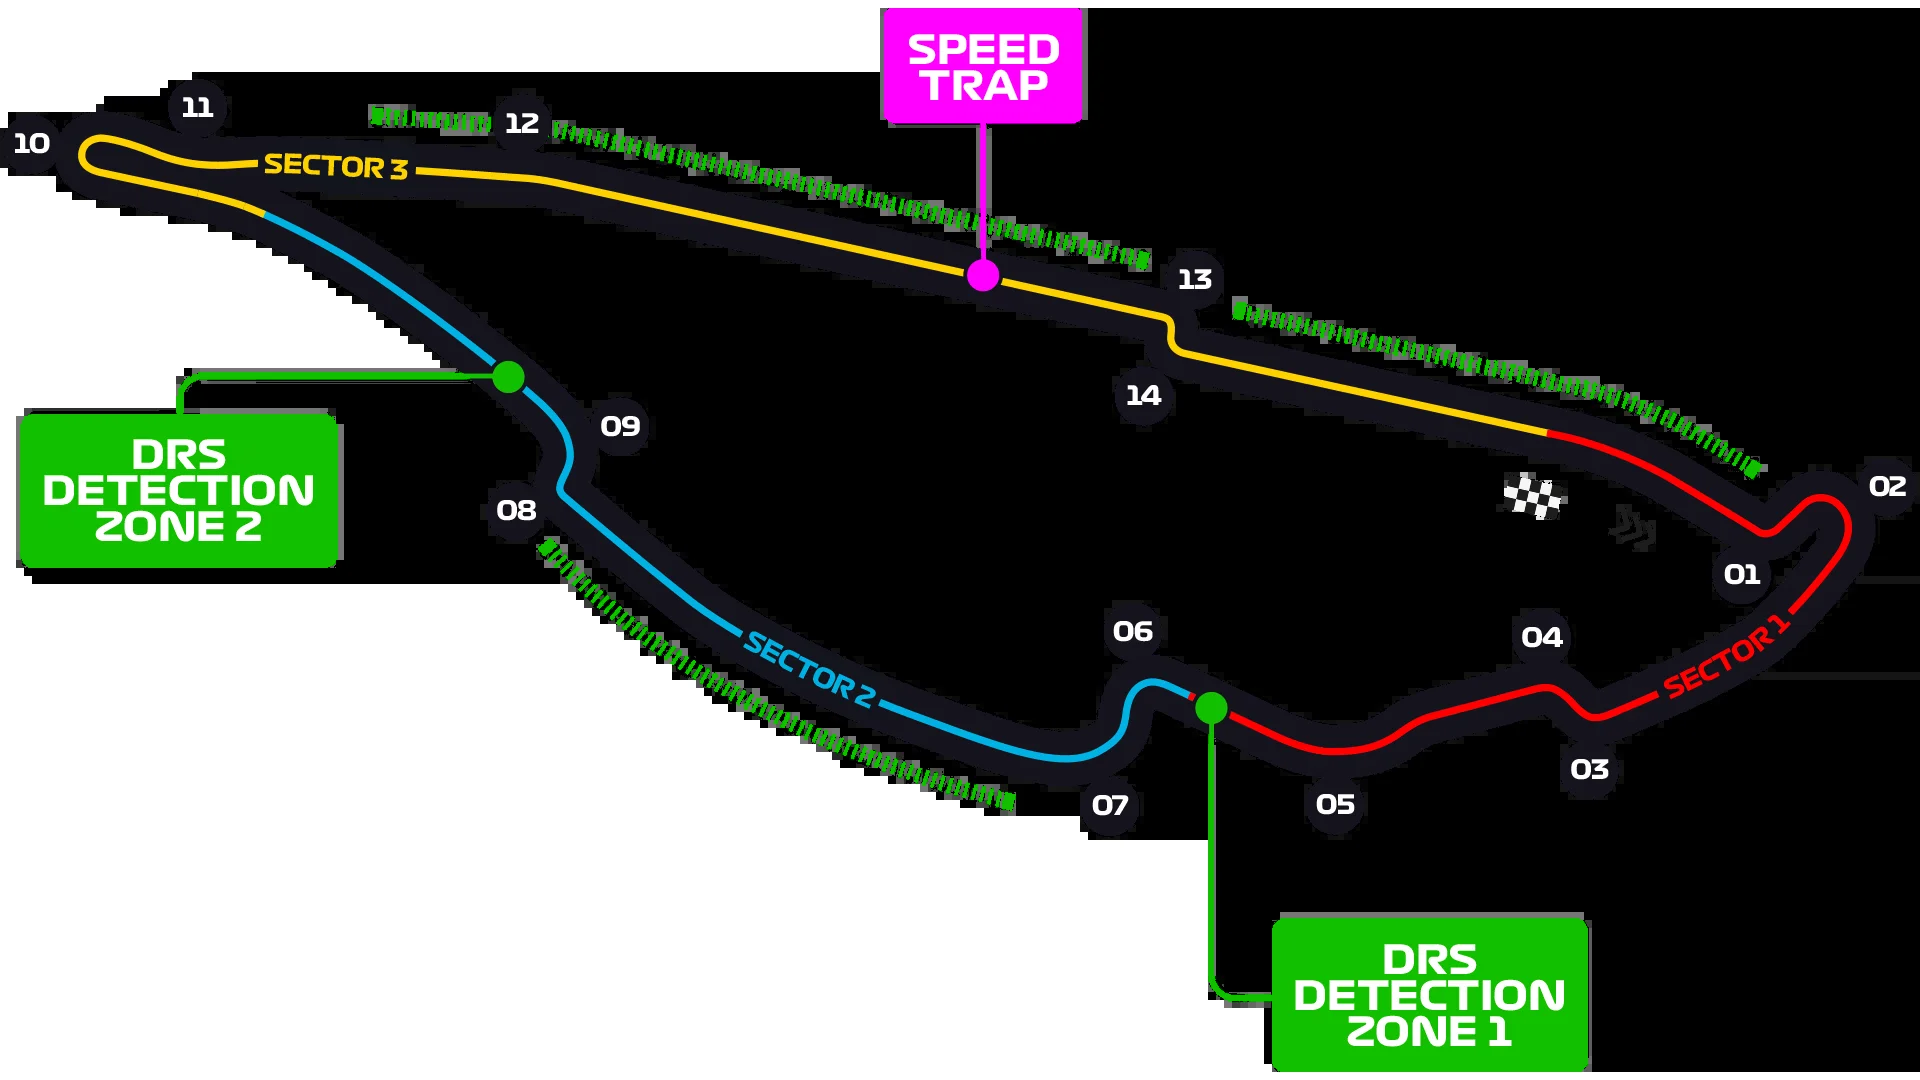 SPEED
TRAP
11
10
12
SECTOR 3
13
14
09
DRS
DETECTION
ZONE 2
08
02
01
06
04
SECTOR 1
SECTOR 2
07
05
03
DRS
DETECTION
ZONE 1